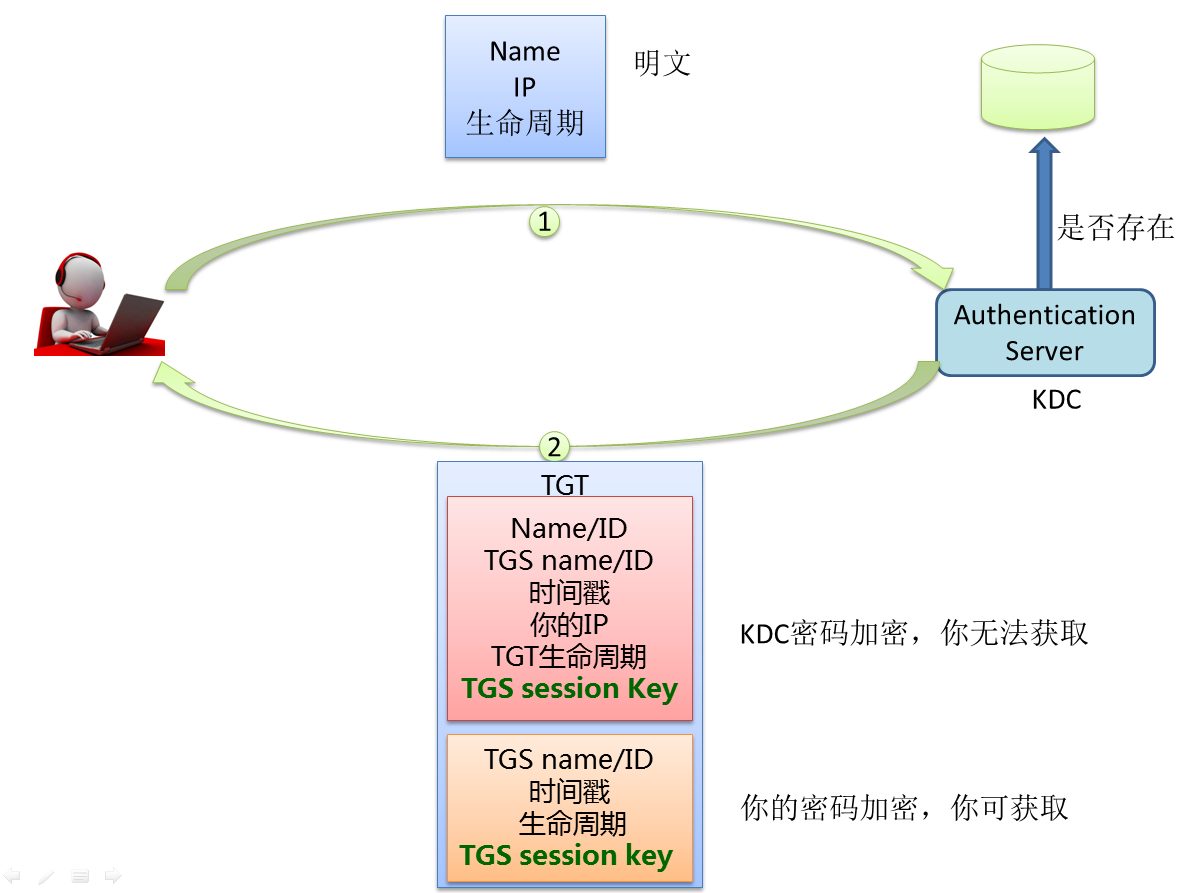 Name
IP
生命周期
明文
1
是否存在
Authentication
Server
KDC
2
TGT
Name/ID
TGS name/ID
时间戳
你的IP
TGT生命周期
TGS session Key
KDC密码加密，你无法获取
TGS name/ID
时间戳
生命周期
TGS session key
你的密码加密，你可获取